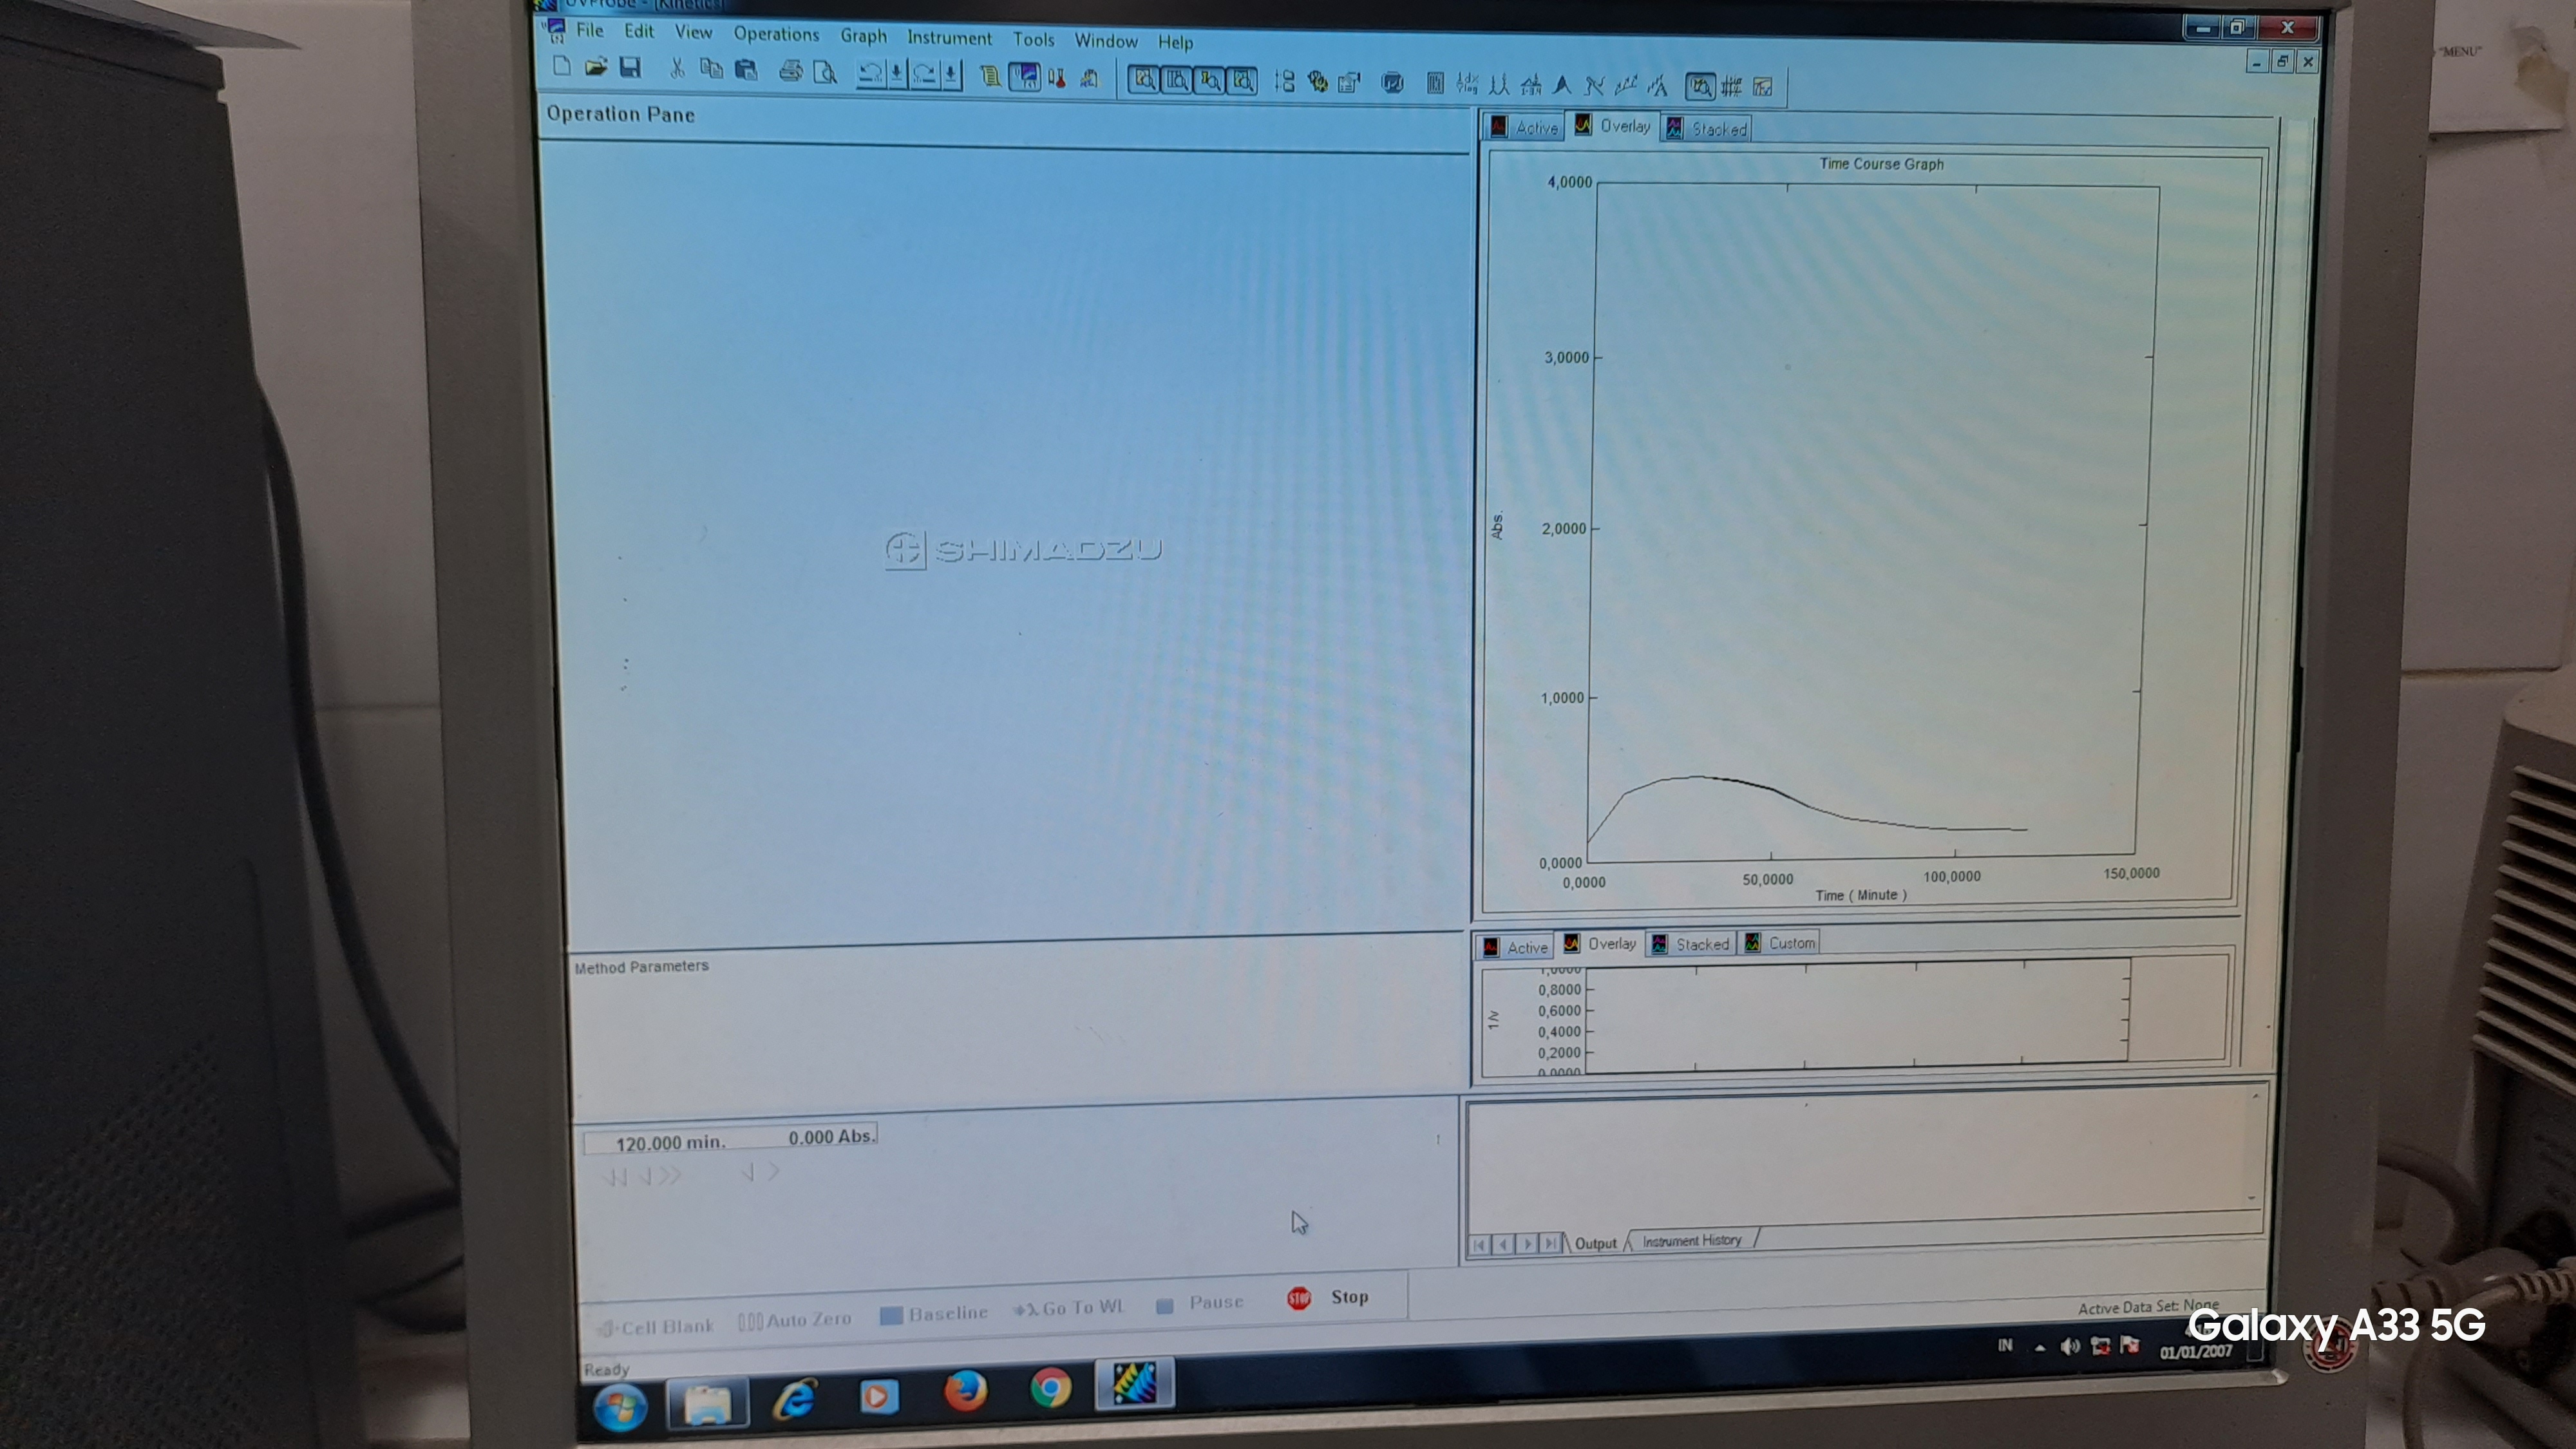 UVProbe - [Kinetics]
File Edit View Operations Graph Instrument Tools Window Help
"MENU"
Operation Pane
Active Overlay Stacked
Time Course Graph
4,0000
3,0000
Abs.
2,0000
1,0000
0,0000
0,0000 50,0000 100,0000 150,0000
Time ( Minute )
SHIMADZU
Active Overlay Stacked Custom
1,0000
0,8000
0,6000
1/v
0,4000
0,2000
0,0000
Method Parameters
120.000 min. 0.000 Abs.
Output Instrument History
Cell Blank Auto Zero Baseline Go To WL Pause STOP Stop
Active Data Set: None
Ready
IN
01/01/2007
Galaxy A33 5G